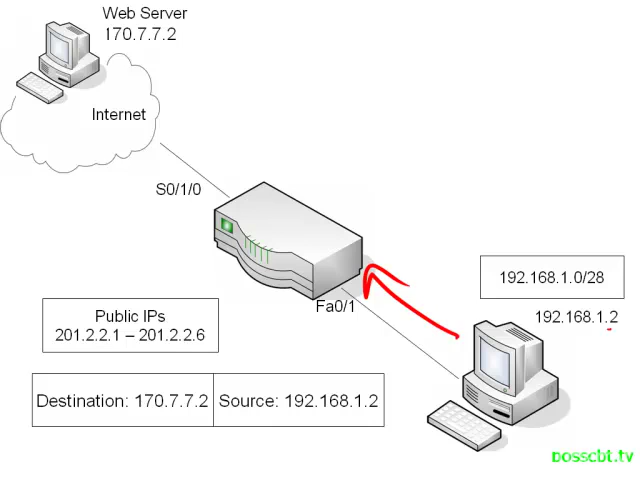 Web Server
170.7.7.2
Internet
S0/1/0
Fa0/1
192.168.1.0/28
192.168.1.2
Public IPs
201.2.2.1 – 201.2.2.6
Destination: 170.7.7.2 Source: 192.168.1.2
nosscbt.tv